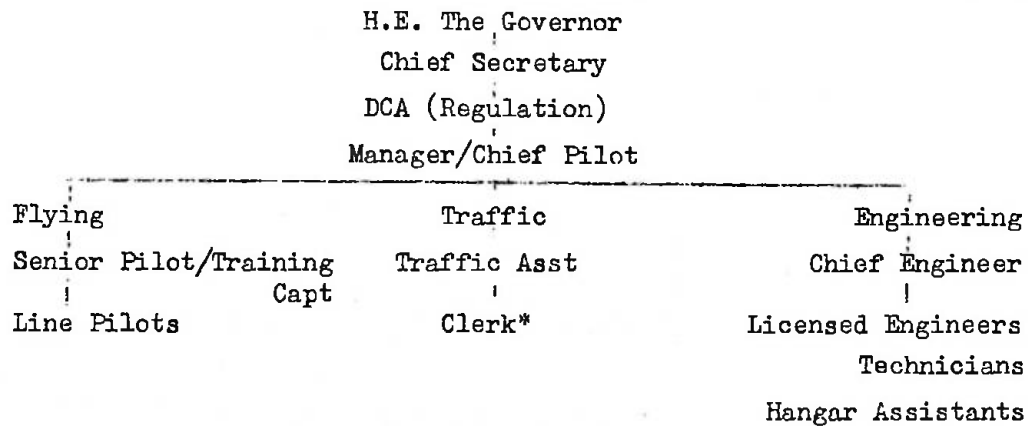 H.E. The Governor
Chief Secretary
DCA (Regulation)
Manager/Chief Pilot
Flying Traffic Engineering
Senior Pilot/Training Traffic Asst Chief Engineer
Capt
Line Pilots Clerk* Licensed Engineers
Technicians
Hangar Assistants